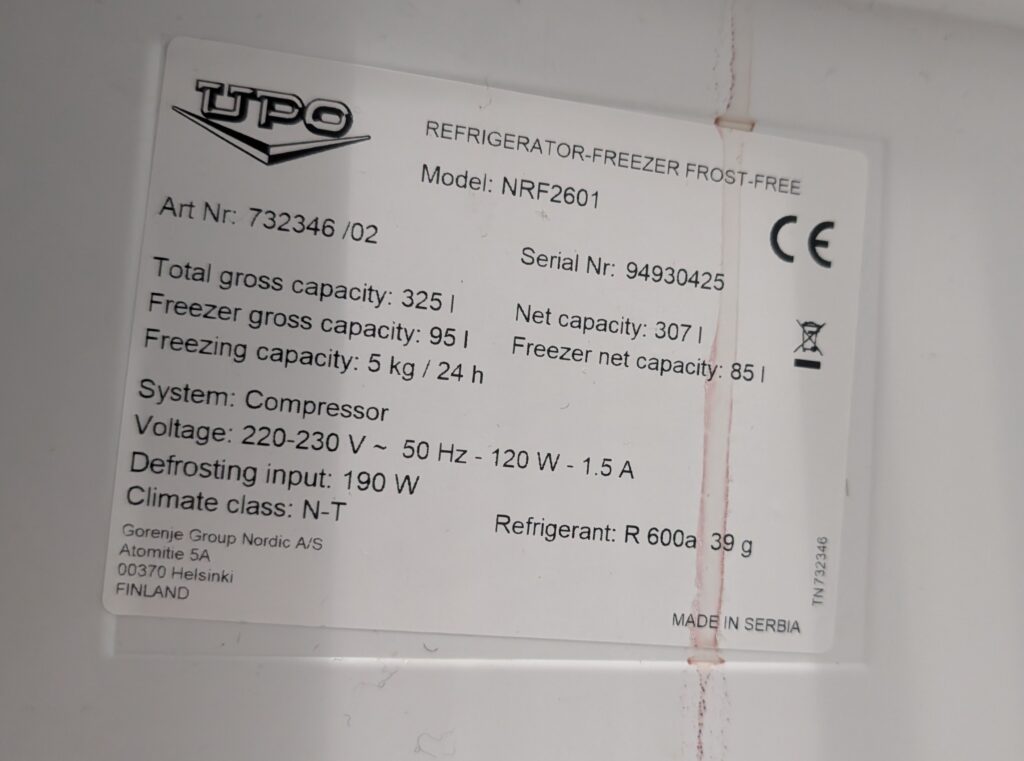 UPO
REFRIGERATOR-FREEZER FROST-FREE
Model: NRF2601
Art Nr: 732346 /02
Serial Nr: 94930425
Total gross capacity: 325 l
Net capacity: 307 l
Freezer gross capacity: 95 l
Freezer net capacity: 85 l
Freezing capacity: 5 kg / 24 h
System: Compressor
Voltage: 220-230 V ~ 50 Hz - 120 W - 1.5 A
Defrosting input: 190 W
Climate class: N-T
Refrigerant: R 600a 39 g
Gorenje Group Nordic A/S
Atomitie 5A
00370 Helsinki
FINLAND
MADE IN SERBIA
CE
TN732346